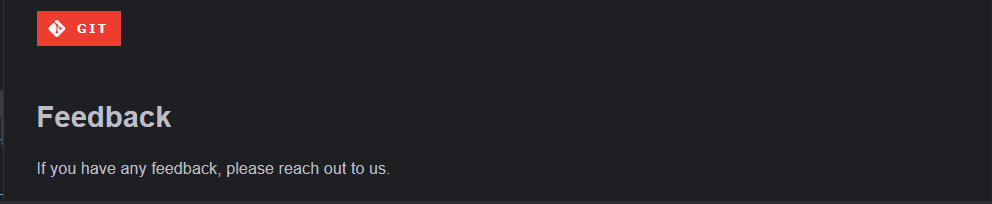 GIT
Feedback
If you have any feedback, please reach out to us.